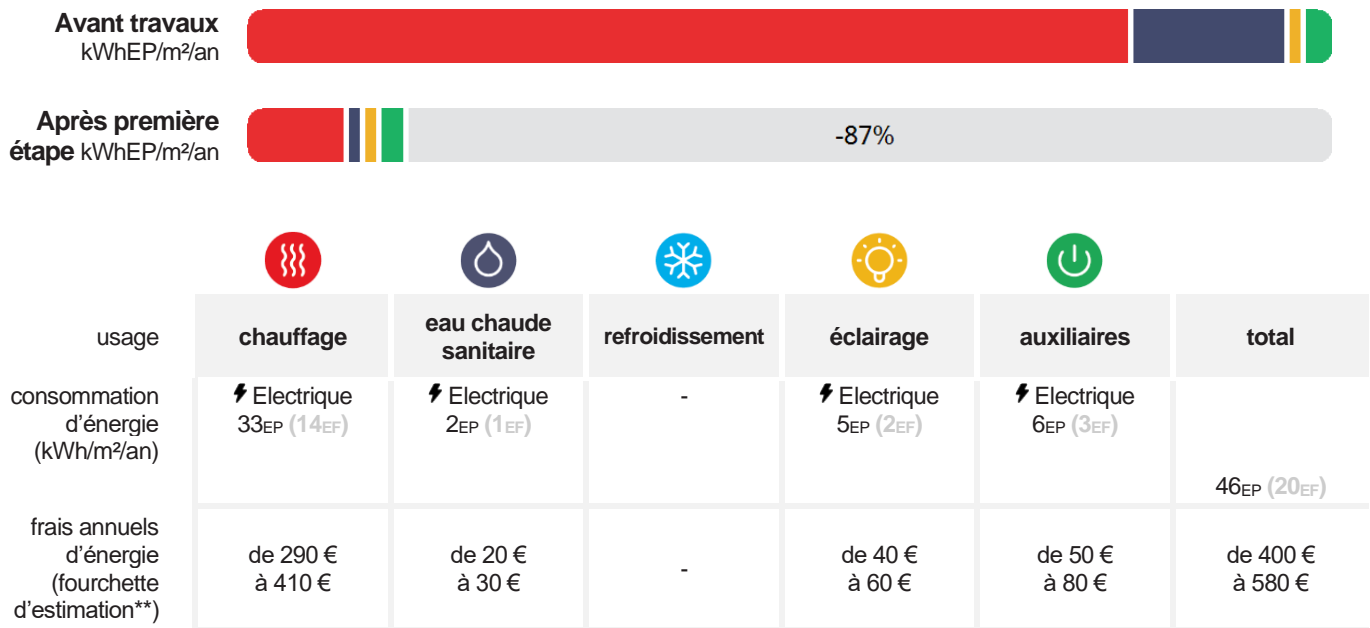 Avant travaux
kWhEP/m²/an
Après première
étape kWhEP/m²/an
-87%
usage
chauffage
eau chaude
sanitaire
refroidissement
éclairage
auxiliaires
total
consommation
d'énergie
(kWh/m²/an)
Electrique
33EP (14EF)
Electrique
2EP (1EF)
-
Electrique
5EP (2EF)
Electrique
6EP (3EF)
46EP (20EF)
frais annuels
d'énergie
(fourchette
d'estimation**)
de 290 €
à 410 €
de 20 €
à 30 €
-
de 40 €
à 60 €
de 50 €
à 80 €
de 400 €
à 580 €